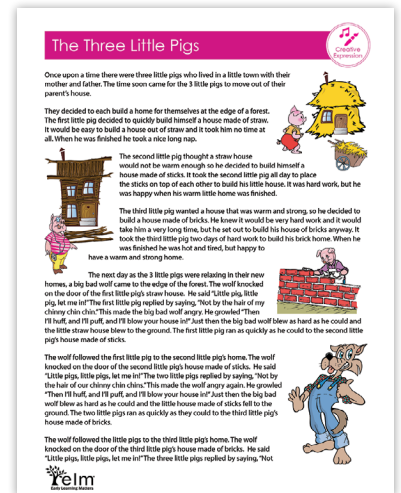 The Three Little Pigs
Creative
Expression
Once upon a time there were three little pigs who lived in a little town with their
mother and father. The time soon came for the 3 little pigs to move out of their
parent's house.
They decided to each build a home for themselves at the edge of a forest.
The first little pig decided to quickly build himself a house made of straw.
It would be easy to build a house out of straw and it took him no time at
all. When he was finished he took a nice long nap.
The second little pig thought a straw house
would not be warm enough so he decided to build himself a
house made of sticks. It took the second little pig all day to place
the sticks on top of each other to build his little house. It was hard work, but he
was happy when his warm little home was finished.
The third little pig wanted a house that was warm and strong, so he decided to
build a house made of bricks. He knew it would be very hard work and it would
take him a very long time, but he set out to build his house of bricks anyway. It
took the third little pig two days of hard work to build his brick home. When he
was finished he was hot and tired, but happy to
have a warm and strong home.
The next day as the 3 little pigs were relaxing in their new
homes, a big bad wolf came to the edge of the forest. The wolf knocked
on the door of the first little pig's straw house. He said "Little pig, little
pig, let me in!" The first little pig replied by saying, "Not by the hair of my
chinny chin chin." This made the big bad wolf angry. He growled "Then
I'll huff, and I'll puff, and I'll blow your house in!" Just then the big bad wolf blew as hard as he could and
the little straw house blew to the ground. The first little pig ran as quickly as he could to the second little
pig's house made of sticks.
The wolf followed the first little pig to the second little pig's home. The wolf
knocked on the door of the second little pig's house made of sticks. He said
"Little pigs, little pigs, let me in!" The two little pigs replied by saying, "Not by
the hair of our chinny chin chins." This made the wolf angry again. He growled
"Then I'll huff, and I'll puff, and I'll blow your house in!" Just then the big bad
wolf blew as hard as he could and the little house made of sticks fell to the
ground. The two little pigs ran as quickly as they could to the third little pig's
house made of bricks.
The wolf followed the little pigs to the third little pig's home. The wolf
knocked on the door of the third little pig's house made of bricks. He said
"Little pigs, little pigs, let me in!" The three little pigs replied by saying, "Not
elm
Early Learning Matters